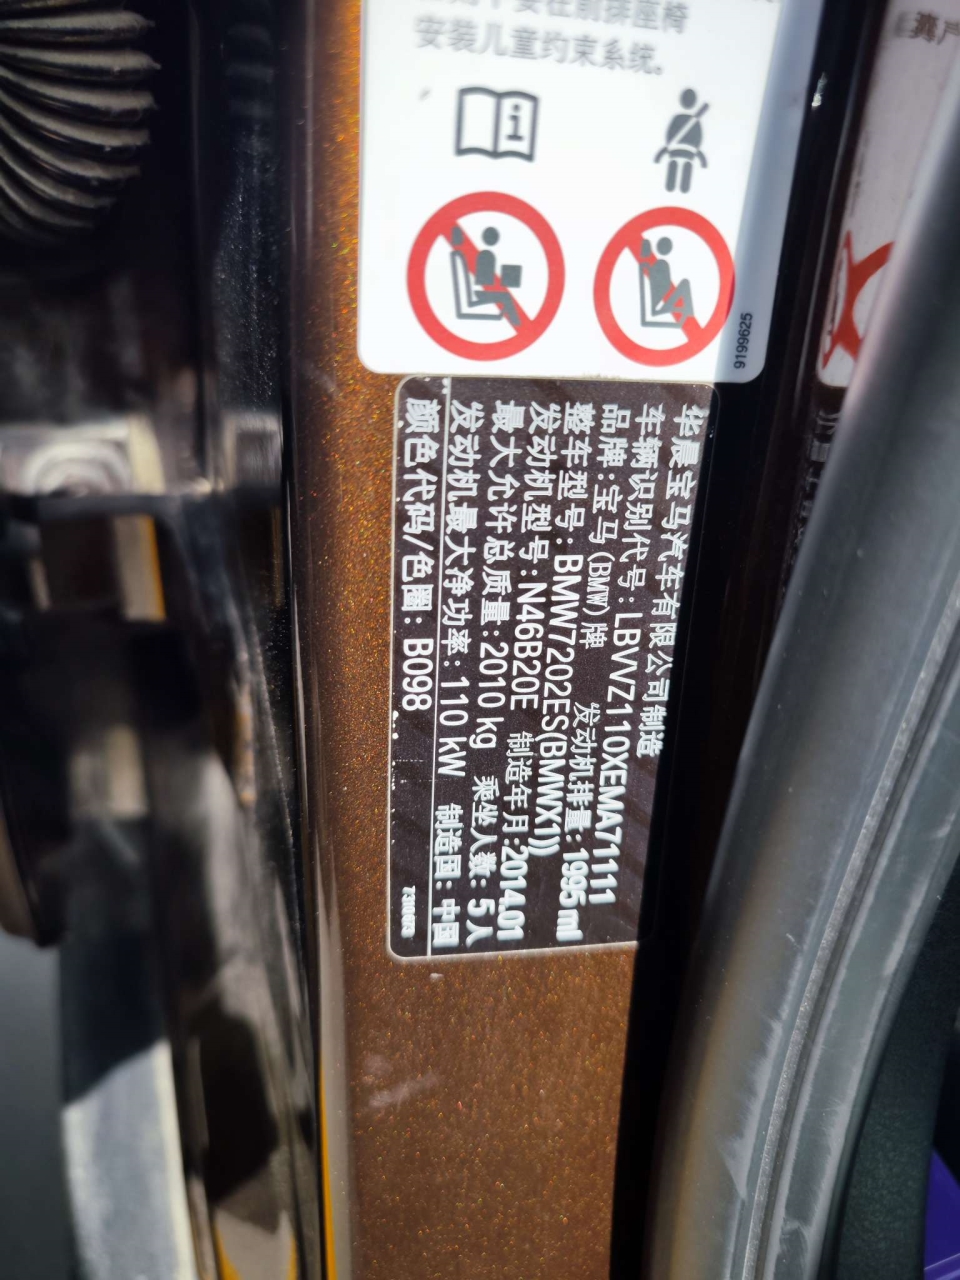 安装儿童约束系统。
9199625
华晨宝马汽车有限公司制造
车辆识别代号:LBVVZ110XEMA71111
品牌:宝马(BMW)牌 发动机排量:1995ml
整车型号:BMW7202ES(BMWX1))
发动机型号:N46B20E 制造年月:2014.01
最大允许总质量:2010 kg 乘坐人数:5人
发动机最大净功率:110 kW 制造国:中国
颜色代码/色圈: B098